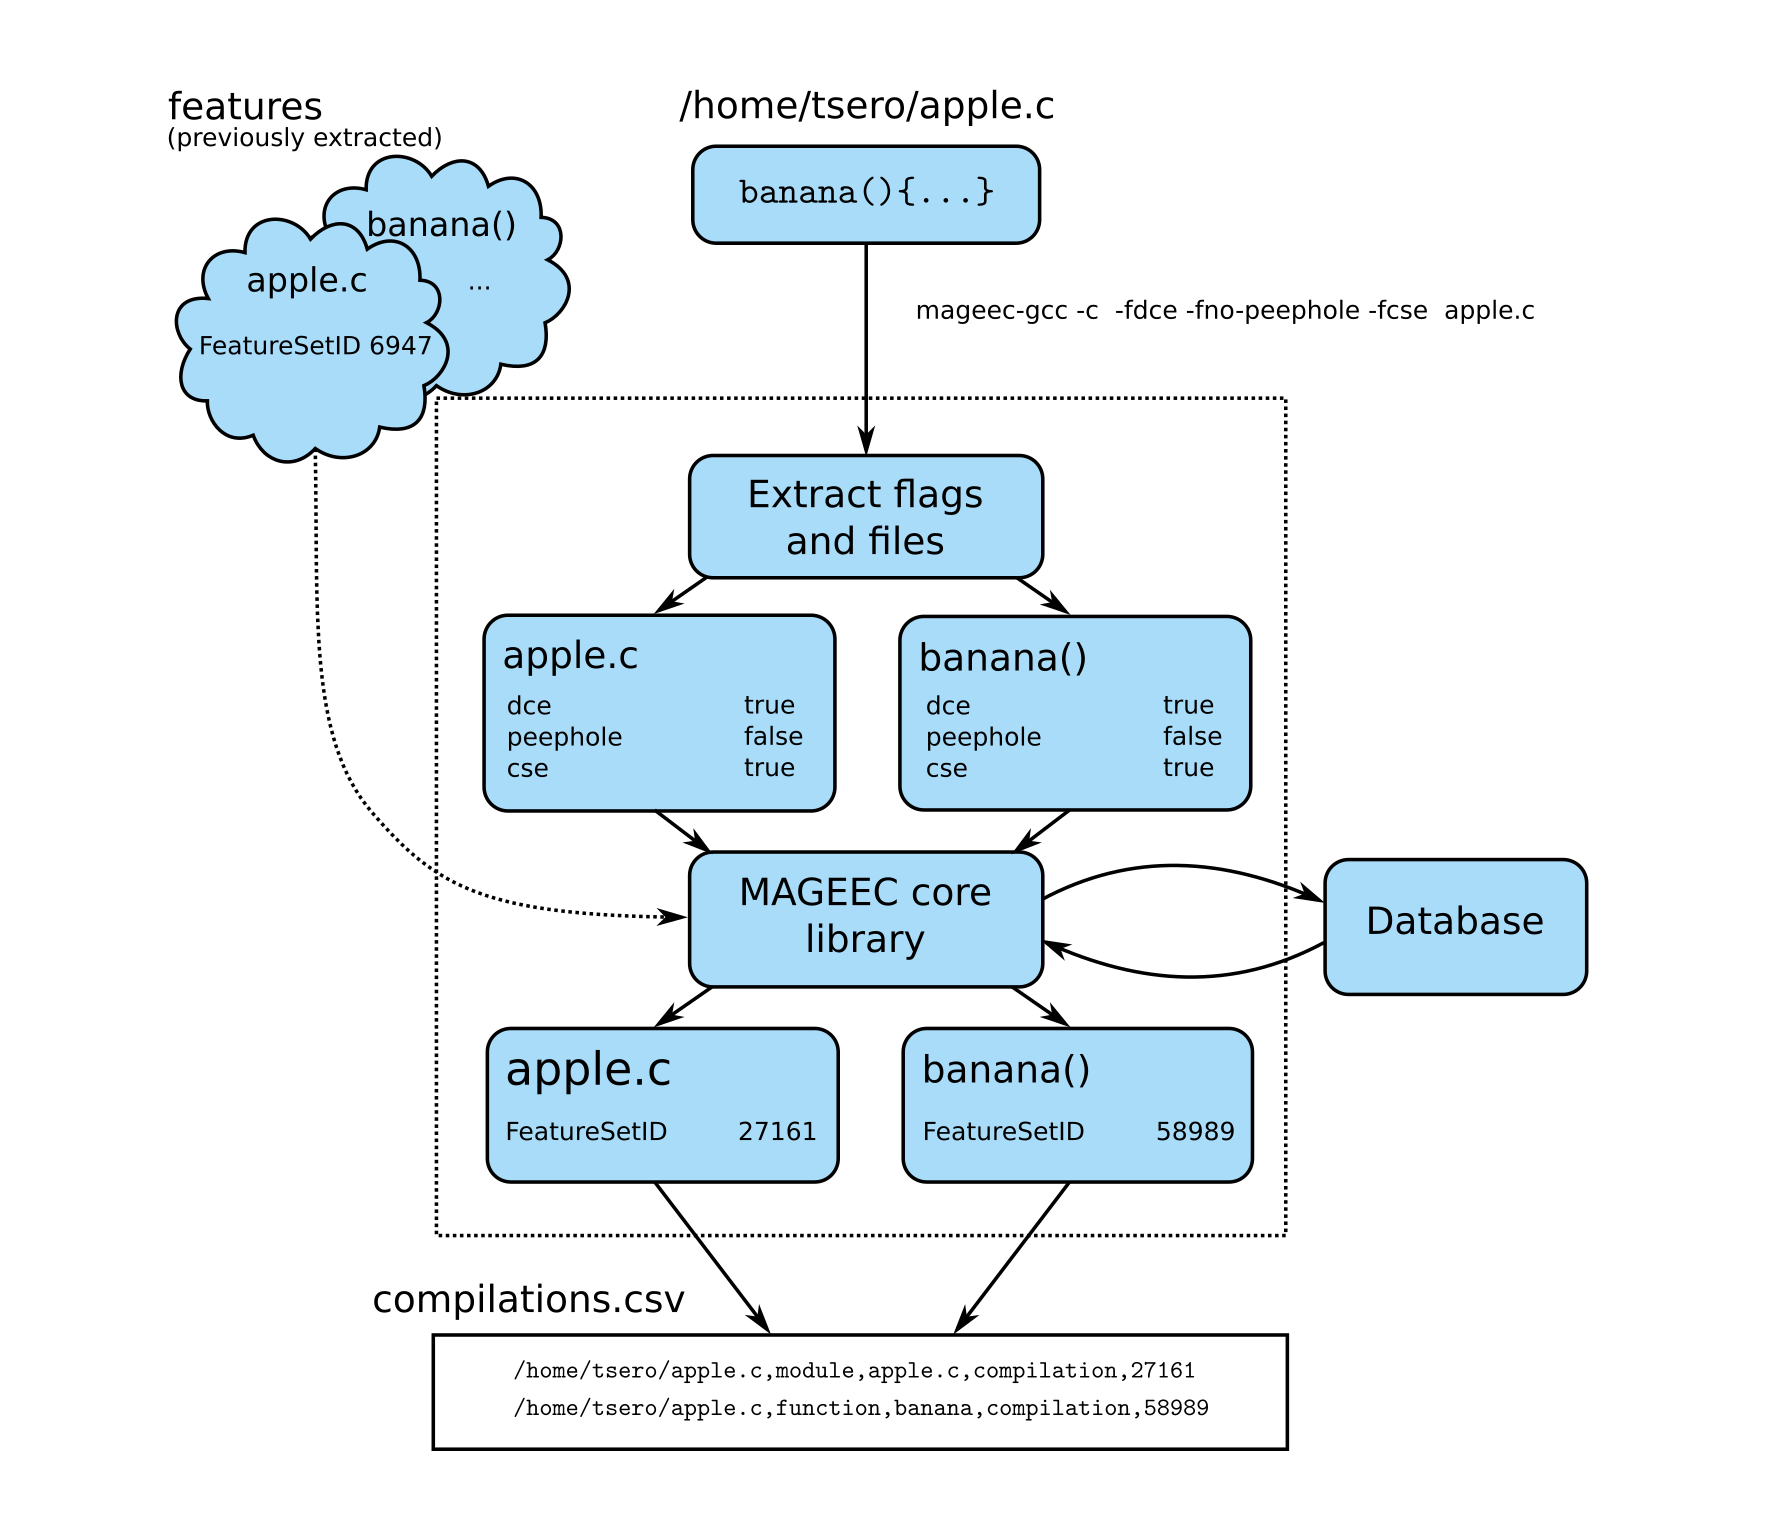 features
(previously extracted)
banana()
...
apple.c
FeatureSetID 6947
/home/tsero/apple.c
banana(){...}
mageec-gcc -c  -fdce -fno-peephole -fcse  apple.c
Extract flags
and files
apple.c
dce true
peephole false
cse true
banana()
dce true
peephole false
cse true
MAGEEC core
library
Database
apple.c
FeatureSetID 27161
banana()
FeatureSetID 58989
compilations.csv
/home/tsero/apple.c,module,apple.c,compilation,27161
/home/tsero/apple.c,function,banana,compilation,58989